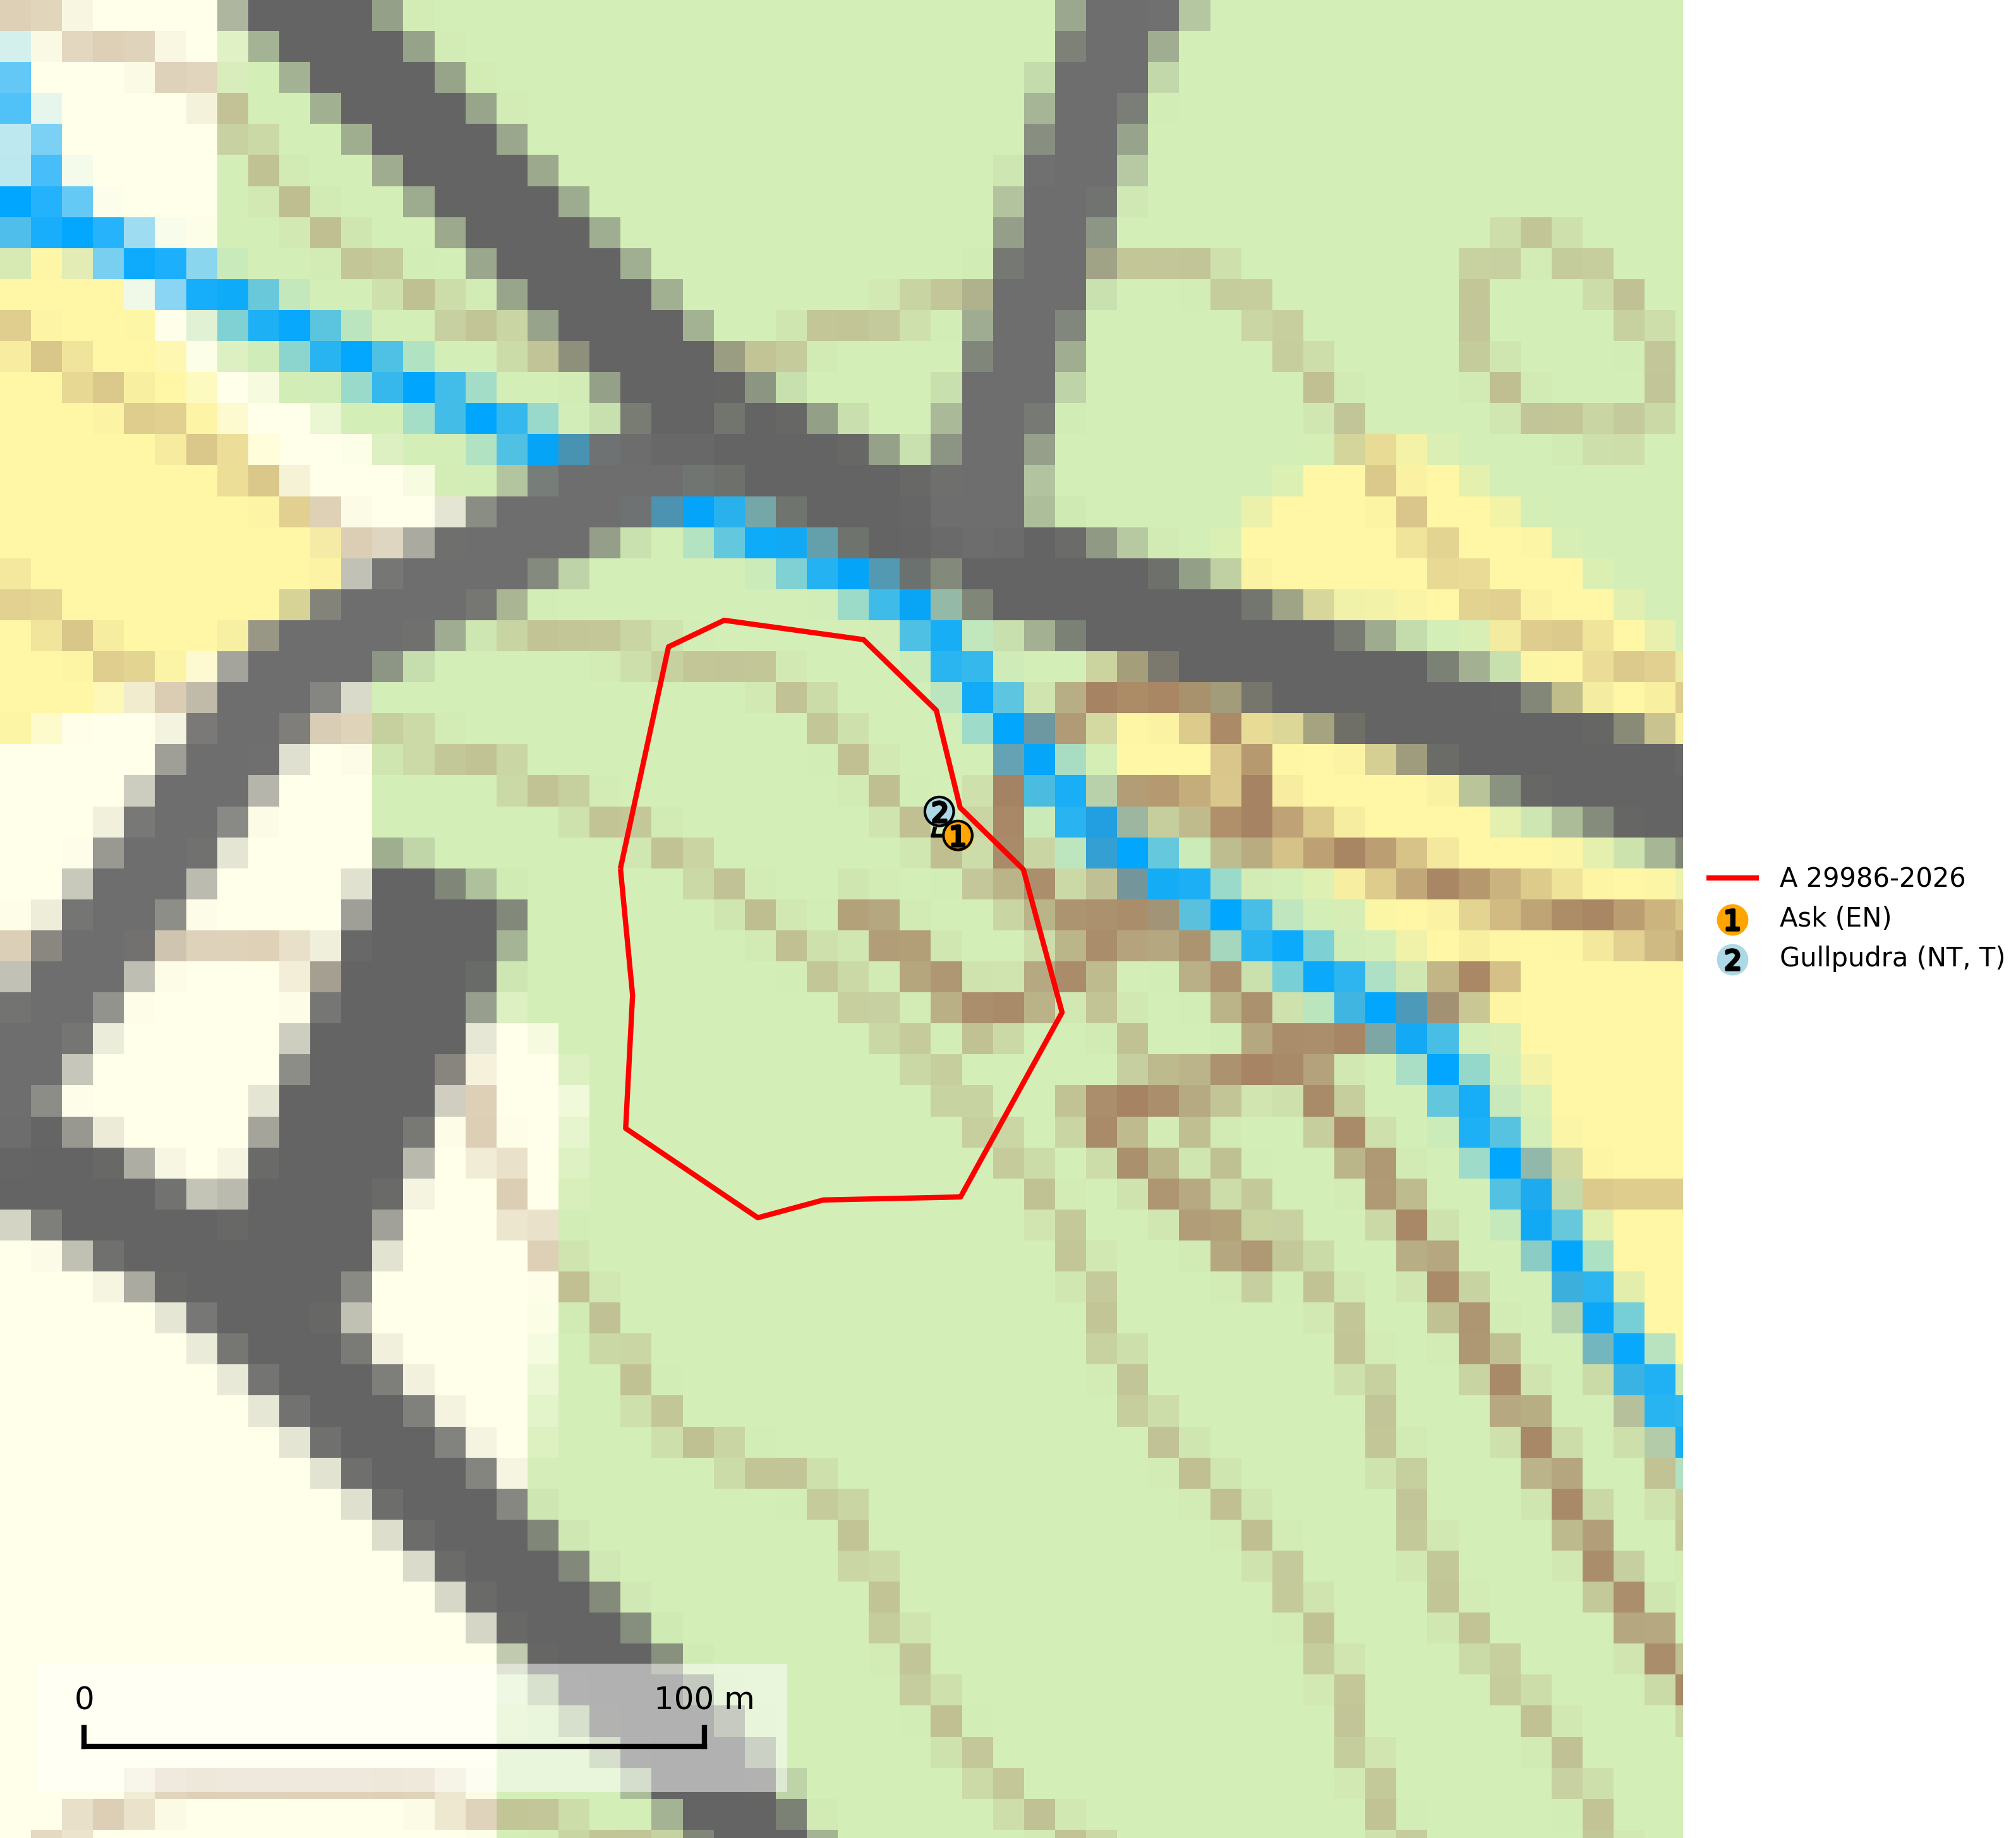 2
1
A 29986-2026
1 Ask (EN)
2 Gullpudra (NT, T)
0 100 m